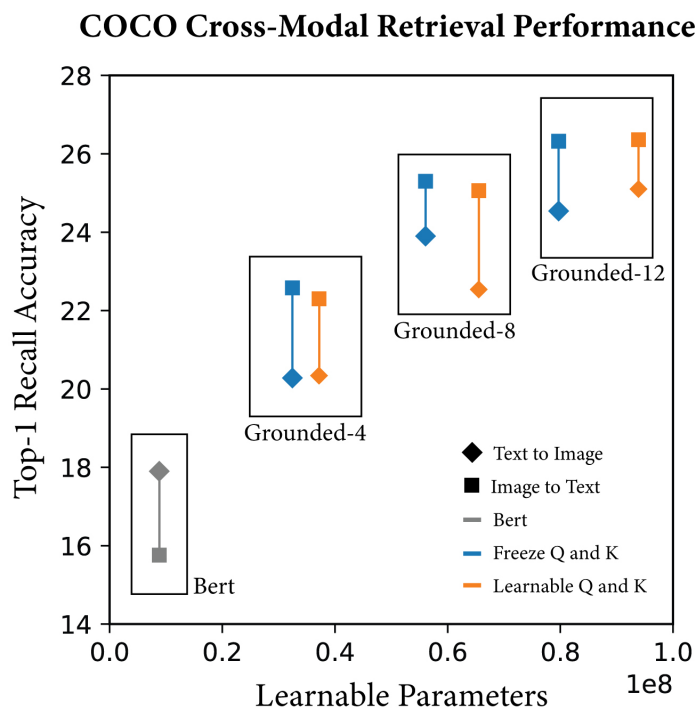 COCO Cross-Modal Retrieval Performance
28
26
24
22
20
18
16
14
Top-1 Recall Accuracy
Grounded-12
Grounded-8
Grounded-4
Bert
Text to Image
Image to Text
Bert
Freeze Q and K
Learnable Q and K
0.0 0.2 0.4 0.6 0.8 1.0
1e8
Learnable Parameters